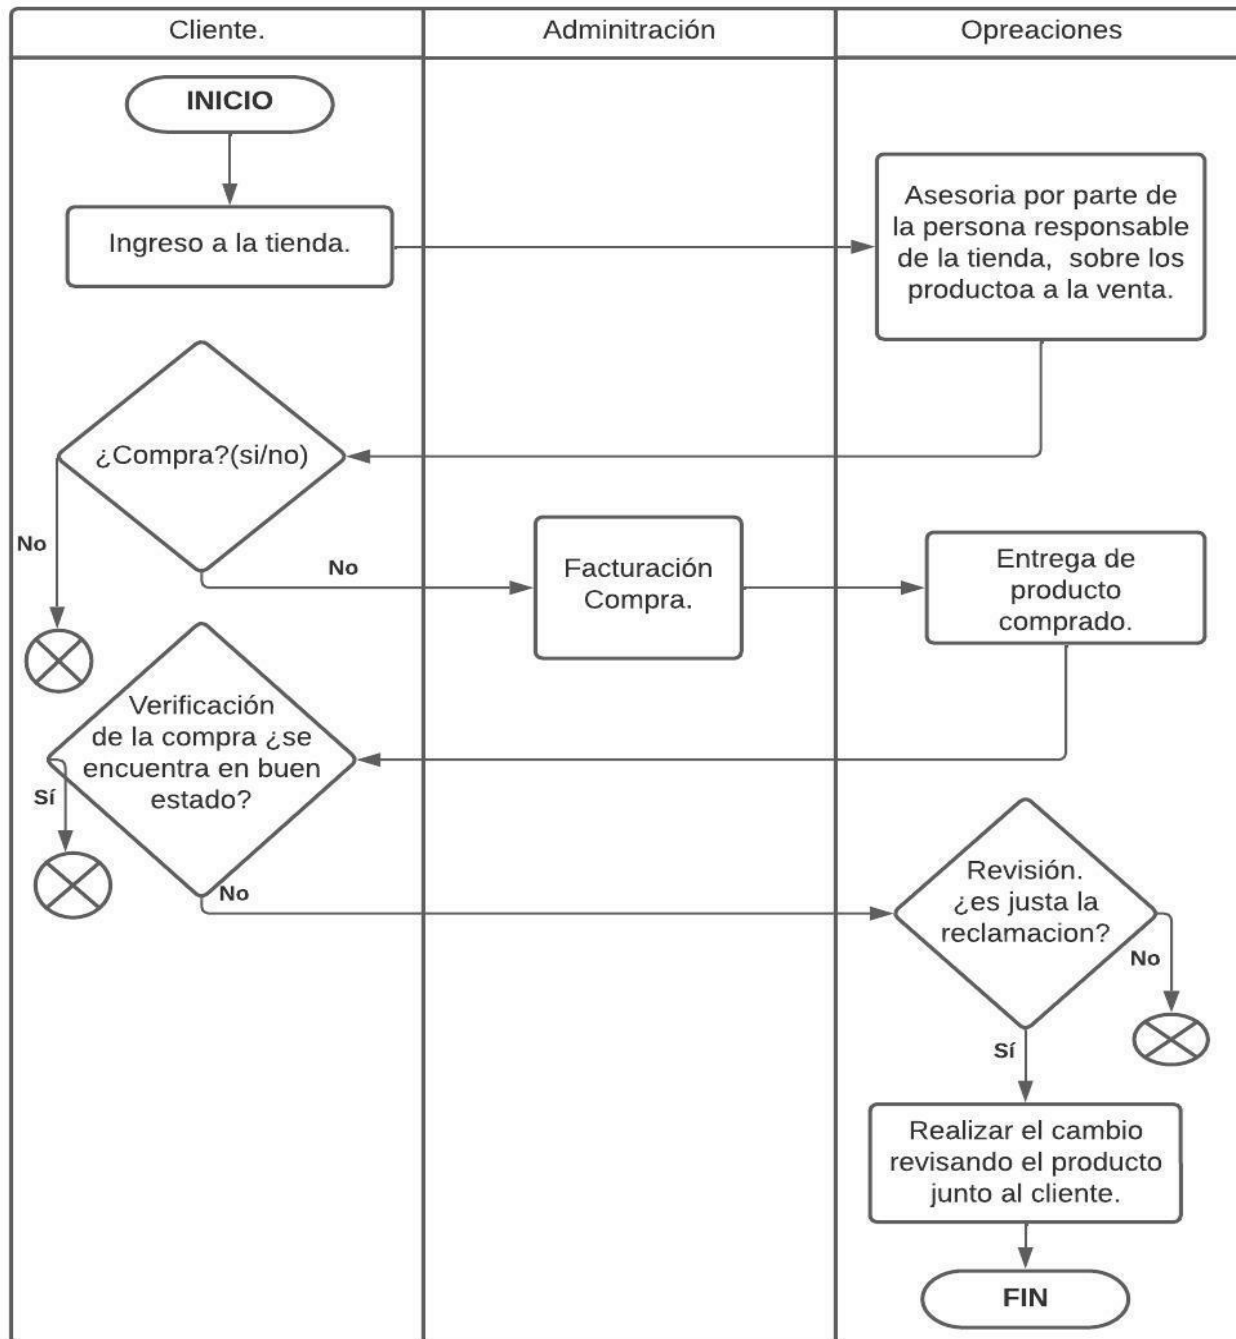 Cliente.
Adminitración
Opreaciones
INICIO
Ingreso a la tienda.
Asesoria por parte de
la persona responsable
de la tienda, sobre los
productoa a la venta.
¿Compra?(si/no)
No
No
Facturación
Compra.
Entrega de
producto
comprado.
Verificación
de la compra ¿se
encuentra en buen
estado?
Sí
No
Revisión.
¿es justa la
reclamacion?
No
Sí
Realizar el cambio
revisando el producto
junto al cliente.
FIN